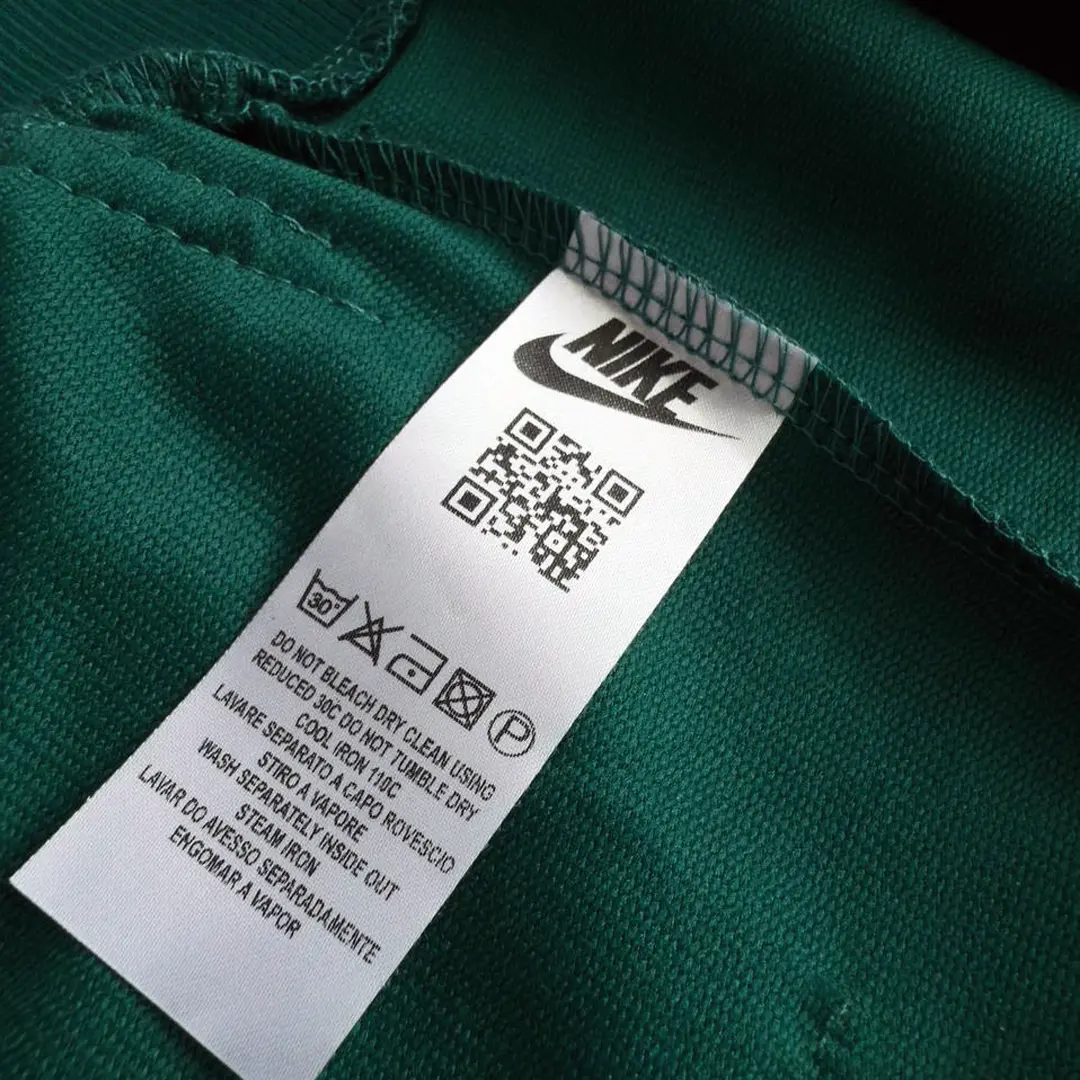 NIKE
30°
P
DO NOT BLEACH DRY CLEAN USING
REDUCED 30C DO NOT TUMBLE DRY
COOL IRON 110C
LAVARE SEPARATO A CAPO ROVESCIO
STIRO A VAPORE
WASH SEPARATELY INSIDE OUT
STEAM IRON
LAVAR DO AVESSO SEPARADAMENTE
ENGOMAR A VAPOR